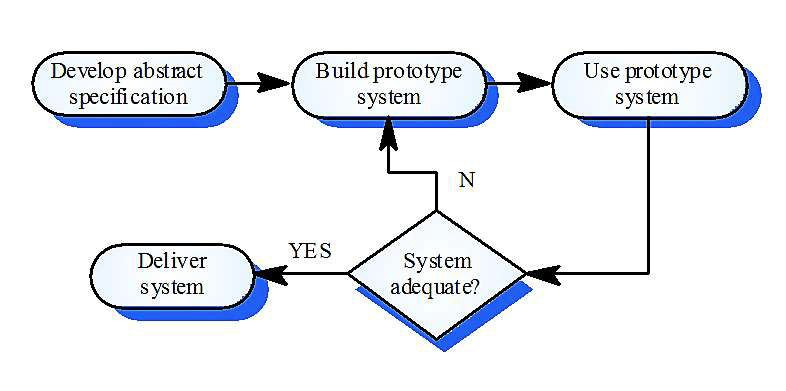 Develop abstract
specification
Build prototype
system
Use prototype
system
N
YES
Deliver
system
System
adequate?